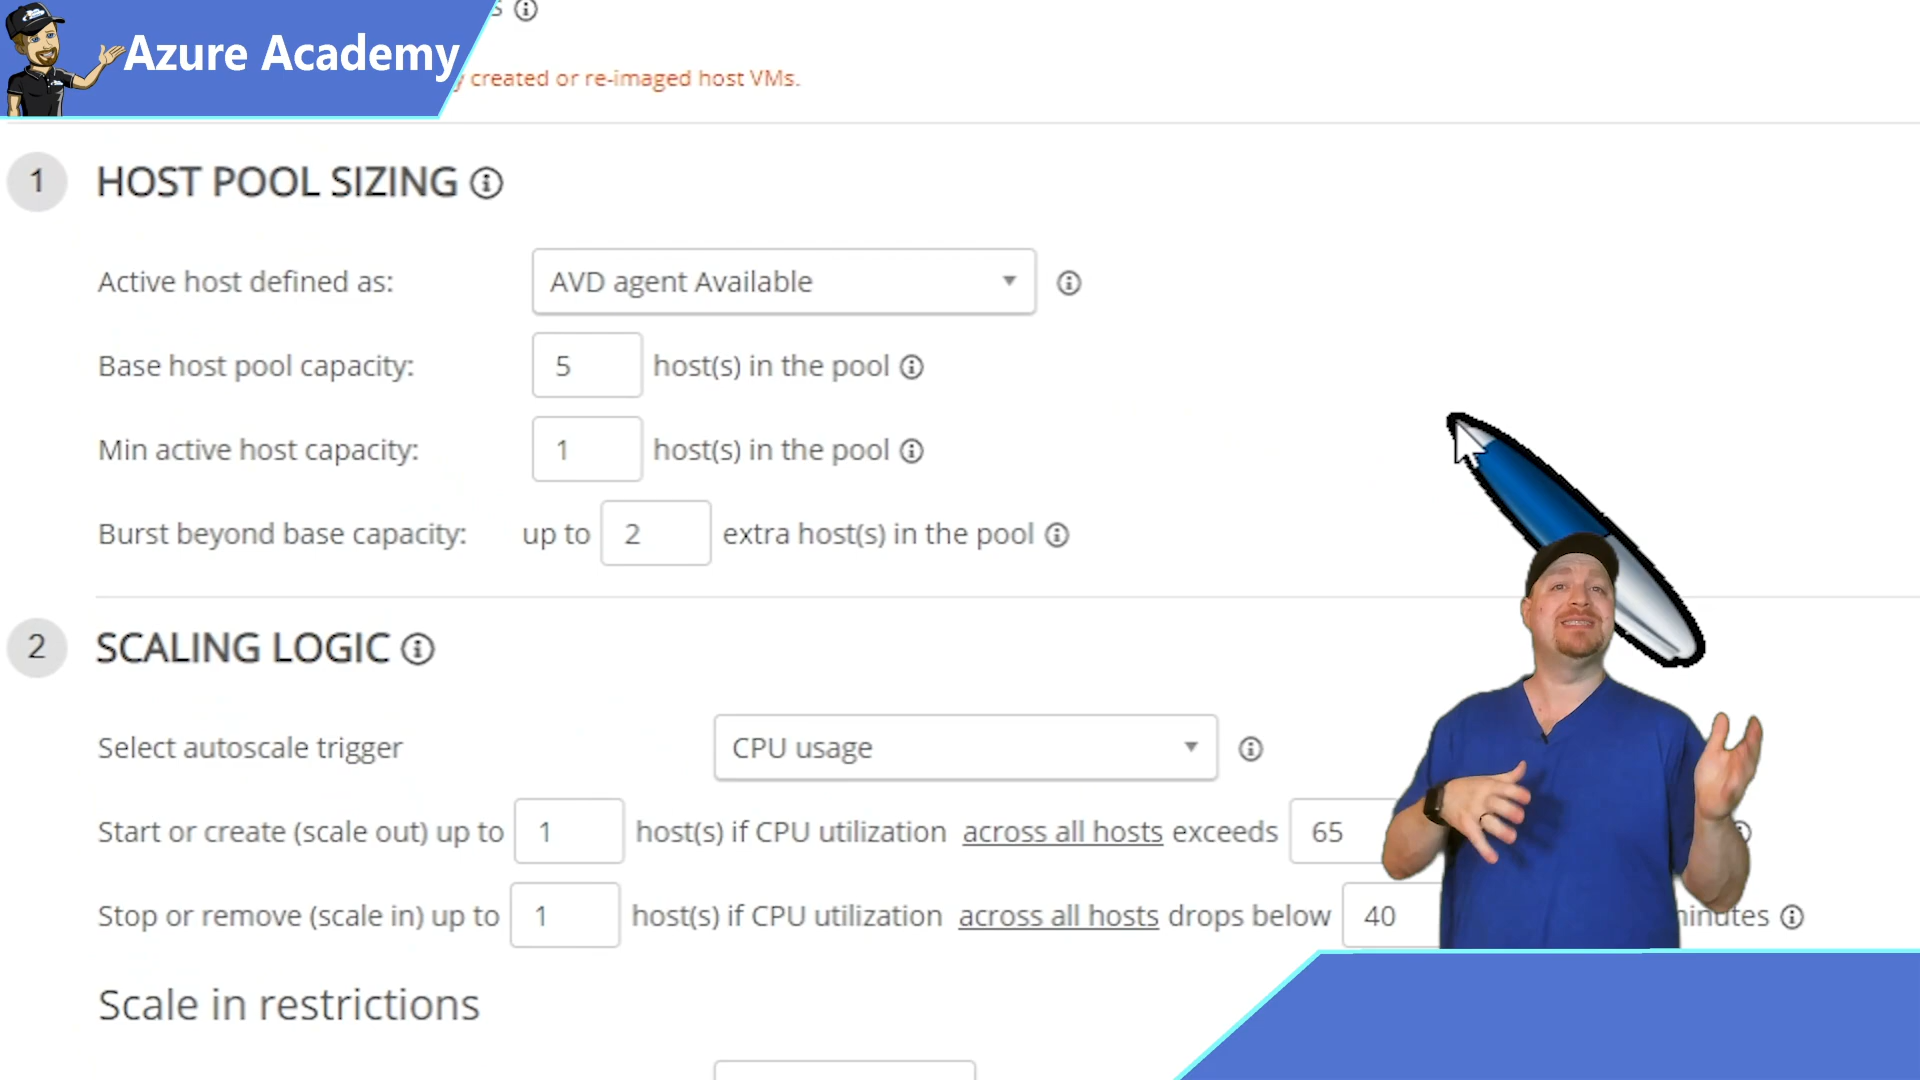 Azure Academy
created or re-imaged host VMs.
1 HOST POOL SIZING
Active host defined as: AVD agent Available
Base host pool capacity: 5 host(s) in the pool
Min active host capacity: 1 host(s) in the pool
Burst beyond base capacity: up to 2 extra host(s) in the pool
2 SCALING LOGIC
Select autoscale trigger CPU usage
Start or create (scale out) up to 1 host(s) if CPU utilization across all hosts exceeds 65
Stop or remove (scale in) up to 1 host(s) if CPU utilization across all hosts drops below 40 minutes
Scale in restrictions